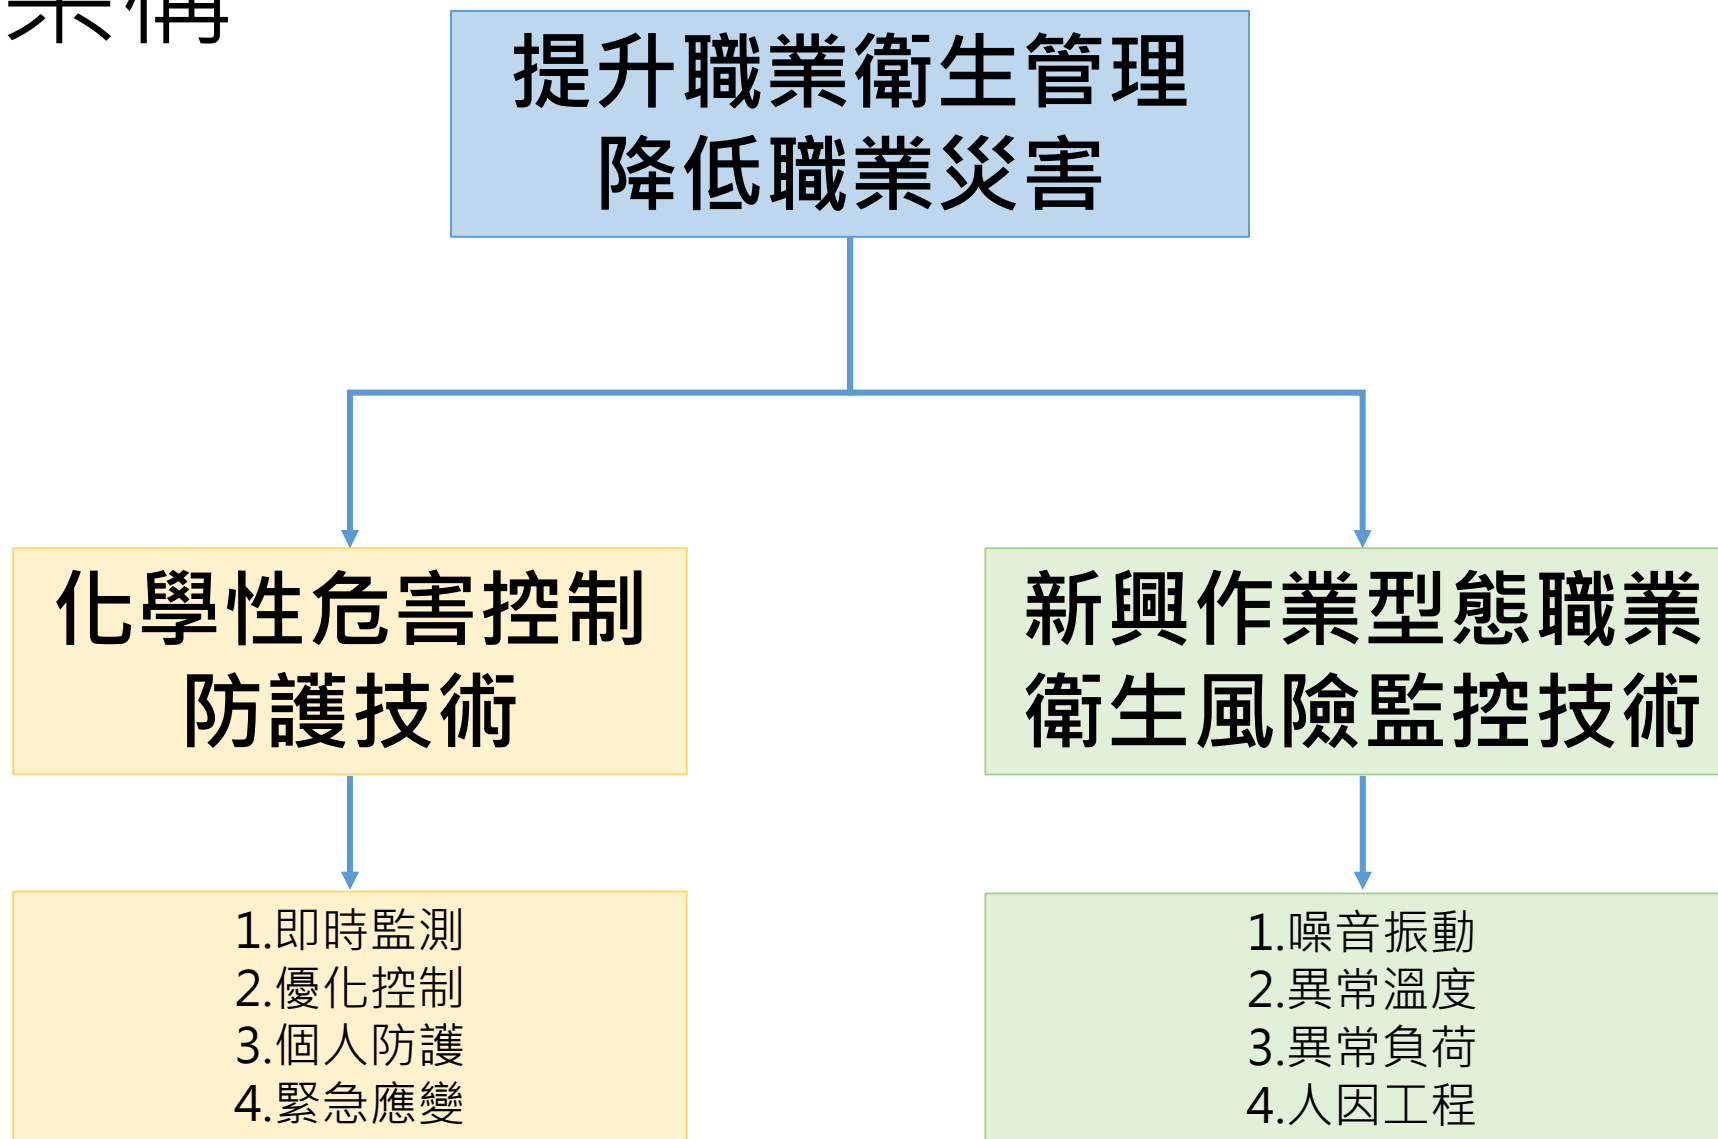 架構
提升職業衛生管理
降低職業災害
化學性危害控制
防護技術
新興作業型態職業
衛生風險監控技術
1.即時監測
2.優化控制
3.個人防護
4.緊急應變
1.噪音振動
2.異常溫度
3.異常負荷
4.人因工程